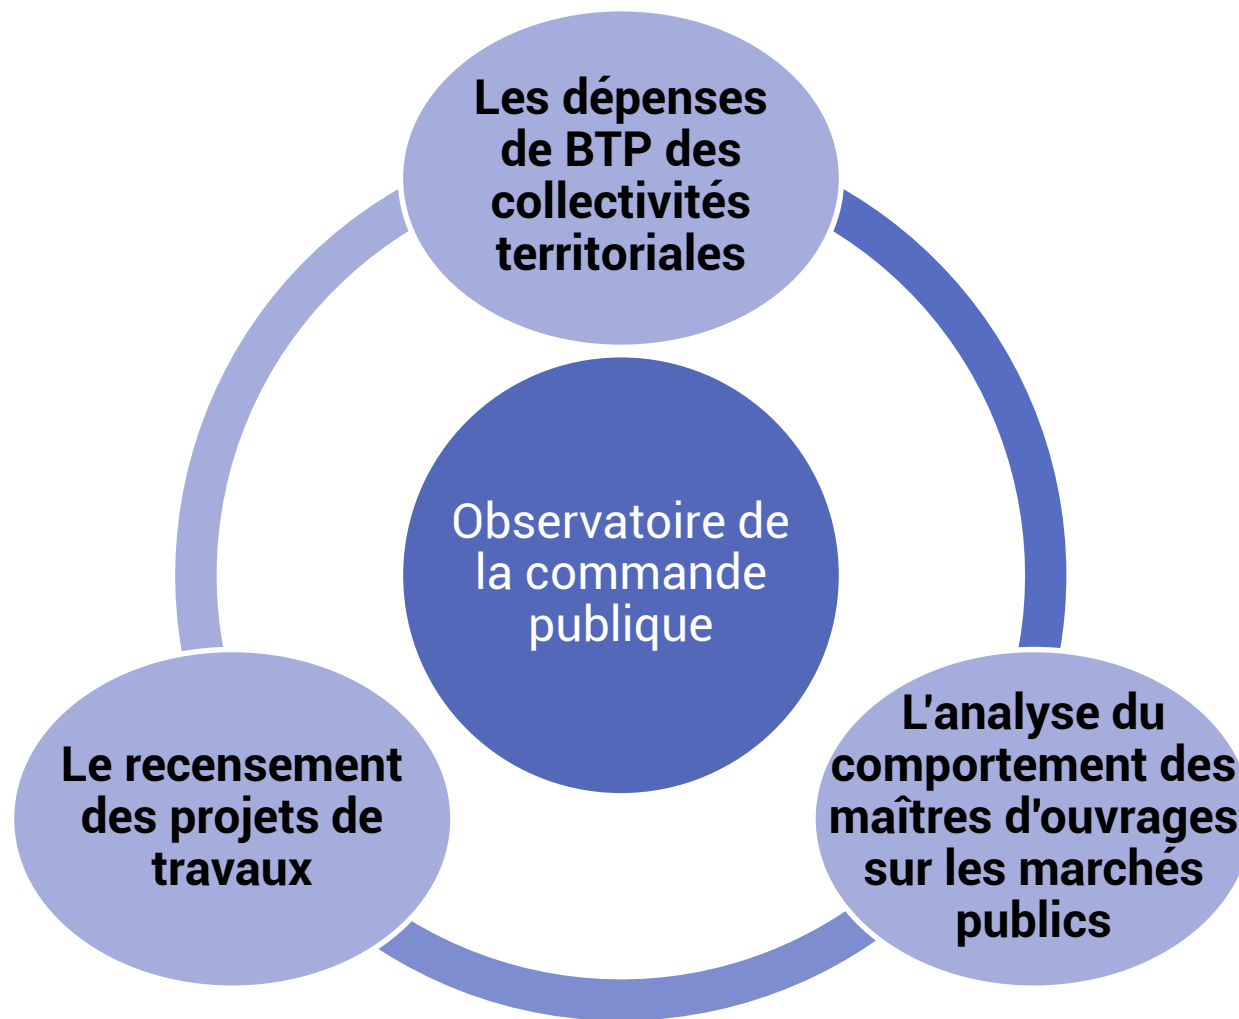 Les dépenses
de BTP des
collectivités
territoriales
Observatoire de
la commande
publique
Le recensement
des projets de
travaux
L'analyse du
comportement des
maîtres d'ouvrages
sur les marchés
publics